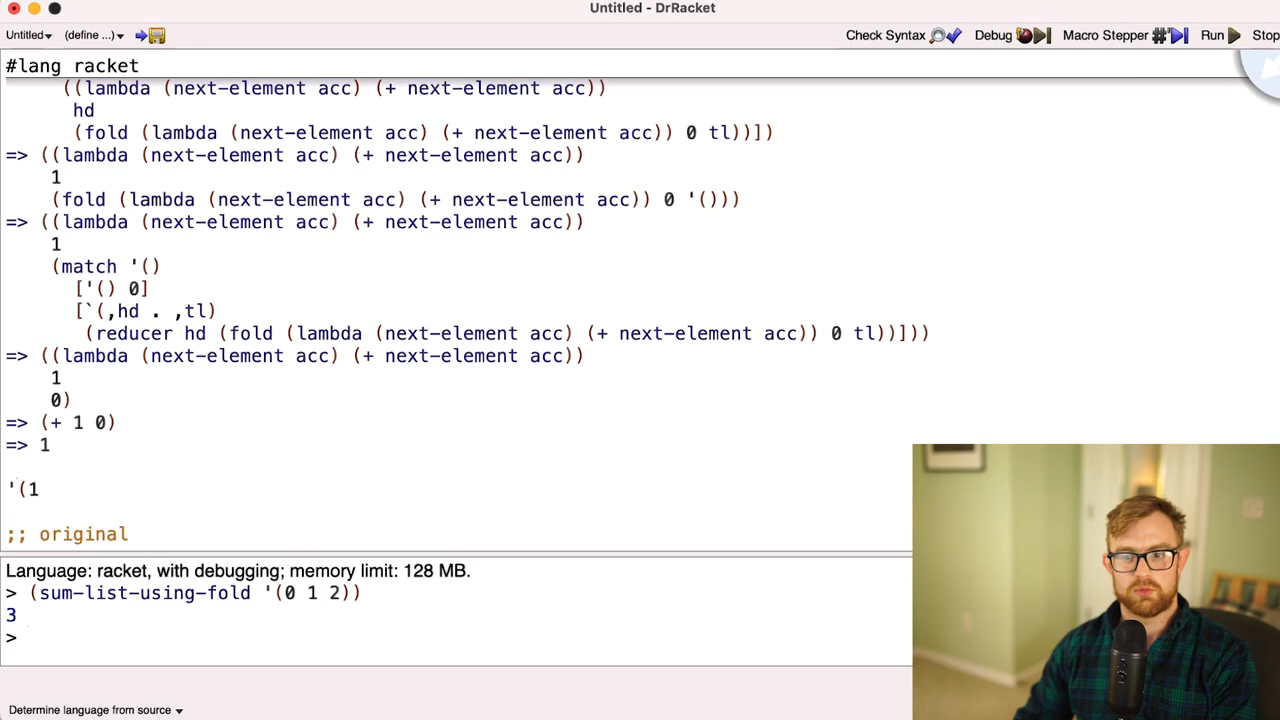 Untitled - DrRacket
Untitled (define ...) Check Syntax Debug Macro Stepper Run Stop
#lang racket
((lambda (next-element acc) (+ next-element acc))
hd
(fold (lambda (next-element acc) (+ next-element acc)) 0 tl))])
=> ((lambda (next-element acc) (+ next-element acc))
1
(fold (lambda (next-element acc) (+ next-element acc)) 0 '()))
=> ((lambda (next-element acc) (+ next-element acc))
1
(match '()
['() 0]
[`(,hd . ,tl)
(reducer hd (fold (lambda (next-element acc) (+ next-element acc)) 0 tl))]))
=> ((lambda (next-element acc) (+ next-element acc))
1
0)
=> (+ 1 0)
=> 1
'(1
;; original
Language: racket, with debugging; memory limit: 128 MB.
> (sum-list-using-fold '(0 1 2))
3
>
Determine language from source